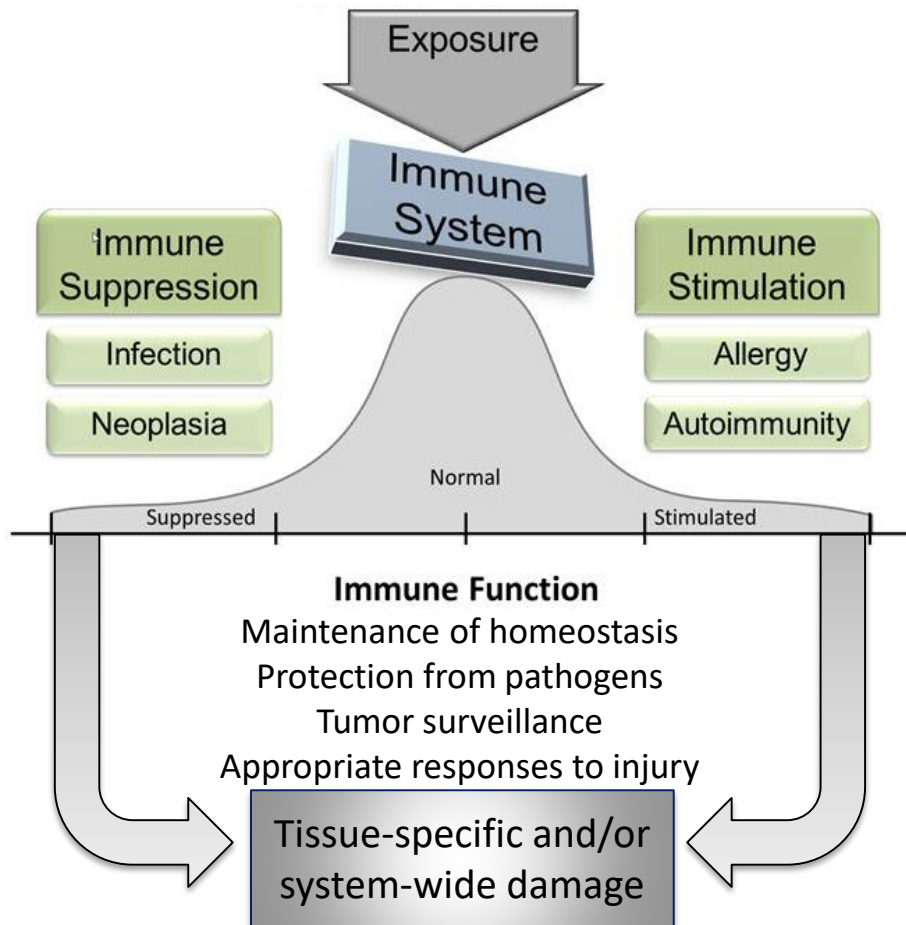 Exposure
Immune
System
Immune
Suppression
Infection
Neoplasia
Immune
Stimulation
Allergy
Autoimmunity
Normal
Suppressed
Stimulated
Immune Function
Maintenance of homeostasis
Protection from pathogens
Tumor surveillance
Appropriate responses to injury
Tissue-specific and/or
system-wide damage